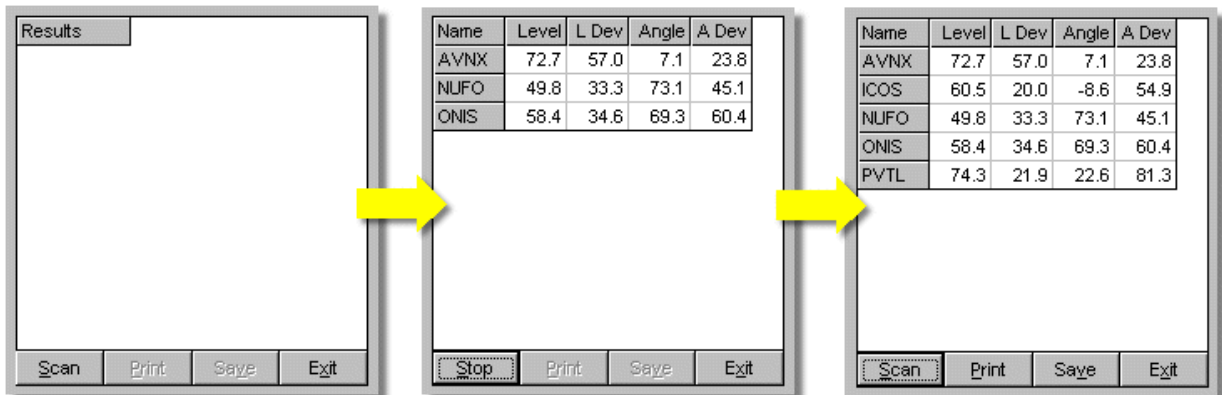 Results
Scan Print Save Exit
Name Level L Dev Angle A Dev
AVNX 72.7 57.0 7.1 23.8
NUFO 49.8 33.3 73.1 45.1
ONIS 58.4 34.6 69.3 60.4
Stop Print Save Exit
Name Level L Dev Angle A Dev
AVNX 72.7 57.0 7.1 23.8
ICOS 60.5 20.0 -8.6 54.9
NUFO 49.8 33.3 73.1 45.1
ONIS 58.4 34.6 69.3 60.4
PVTL 74.3 21.9 22.6 81.3
Scan Print Save Exit